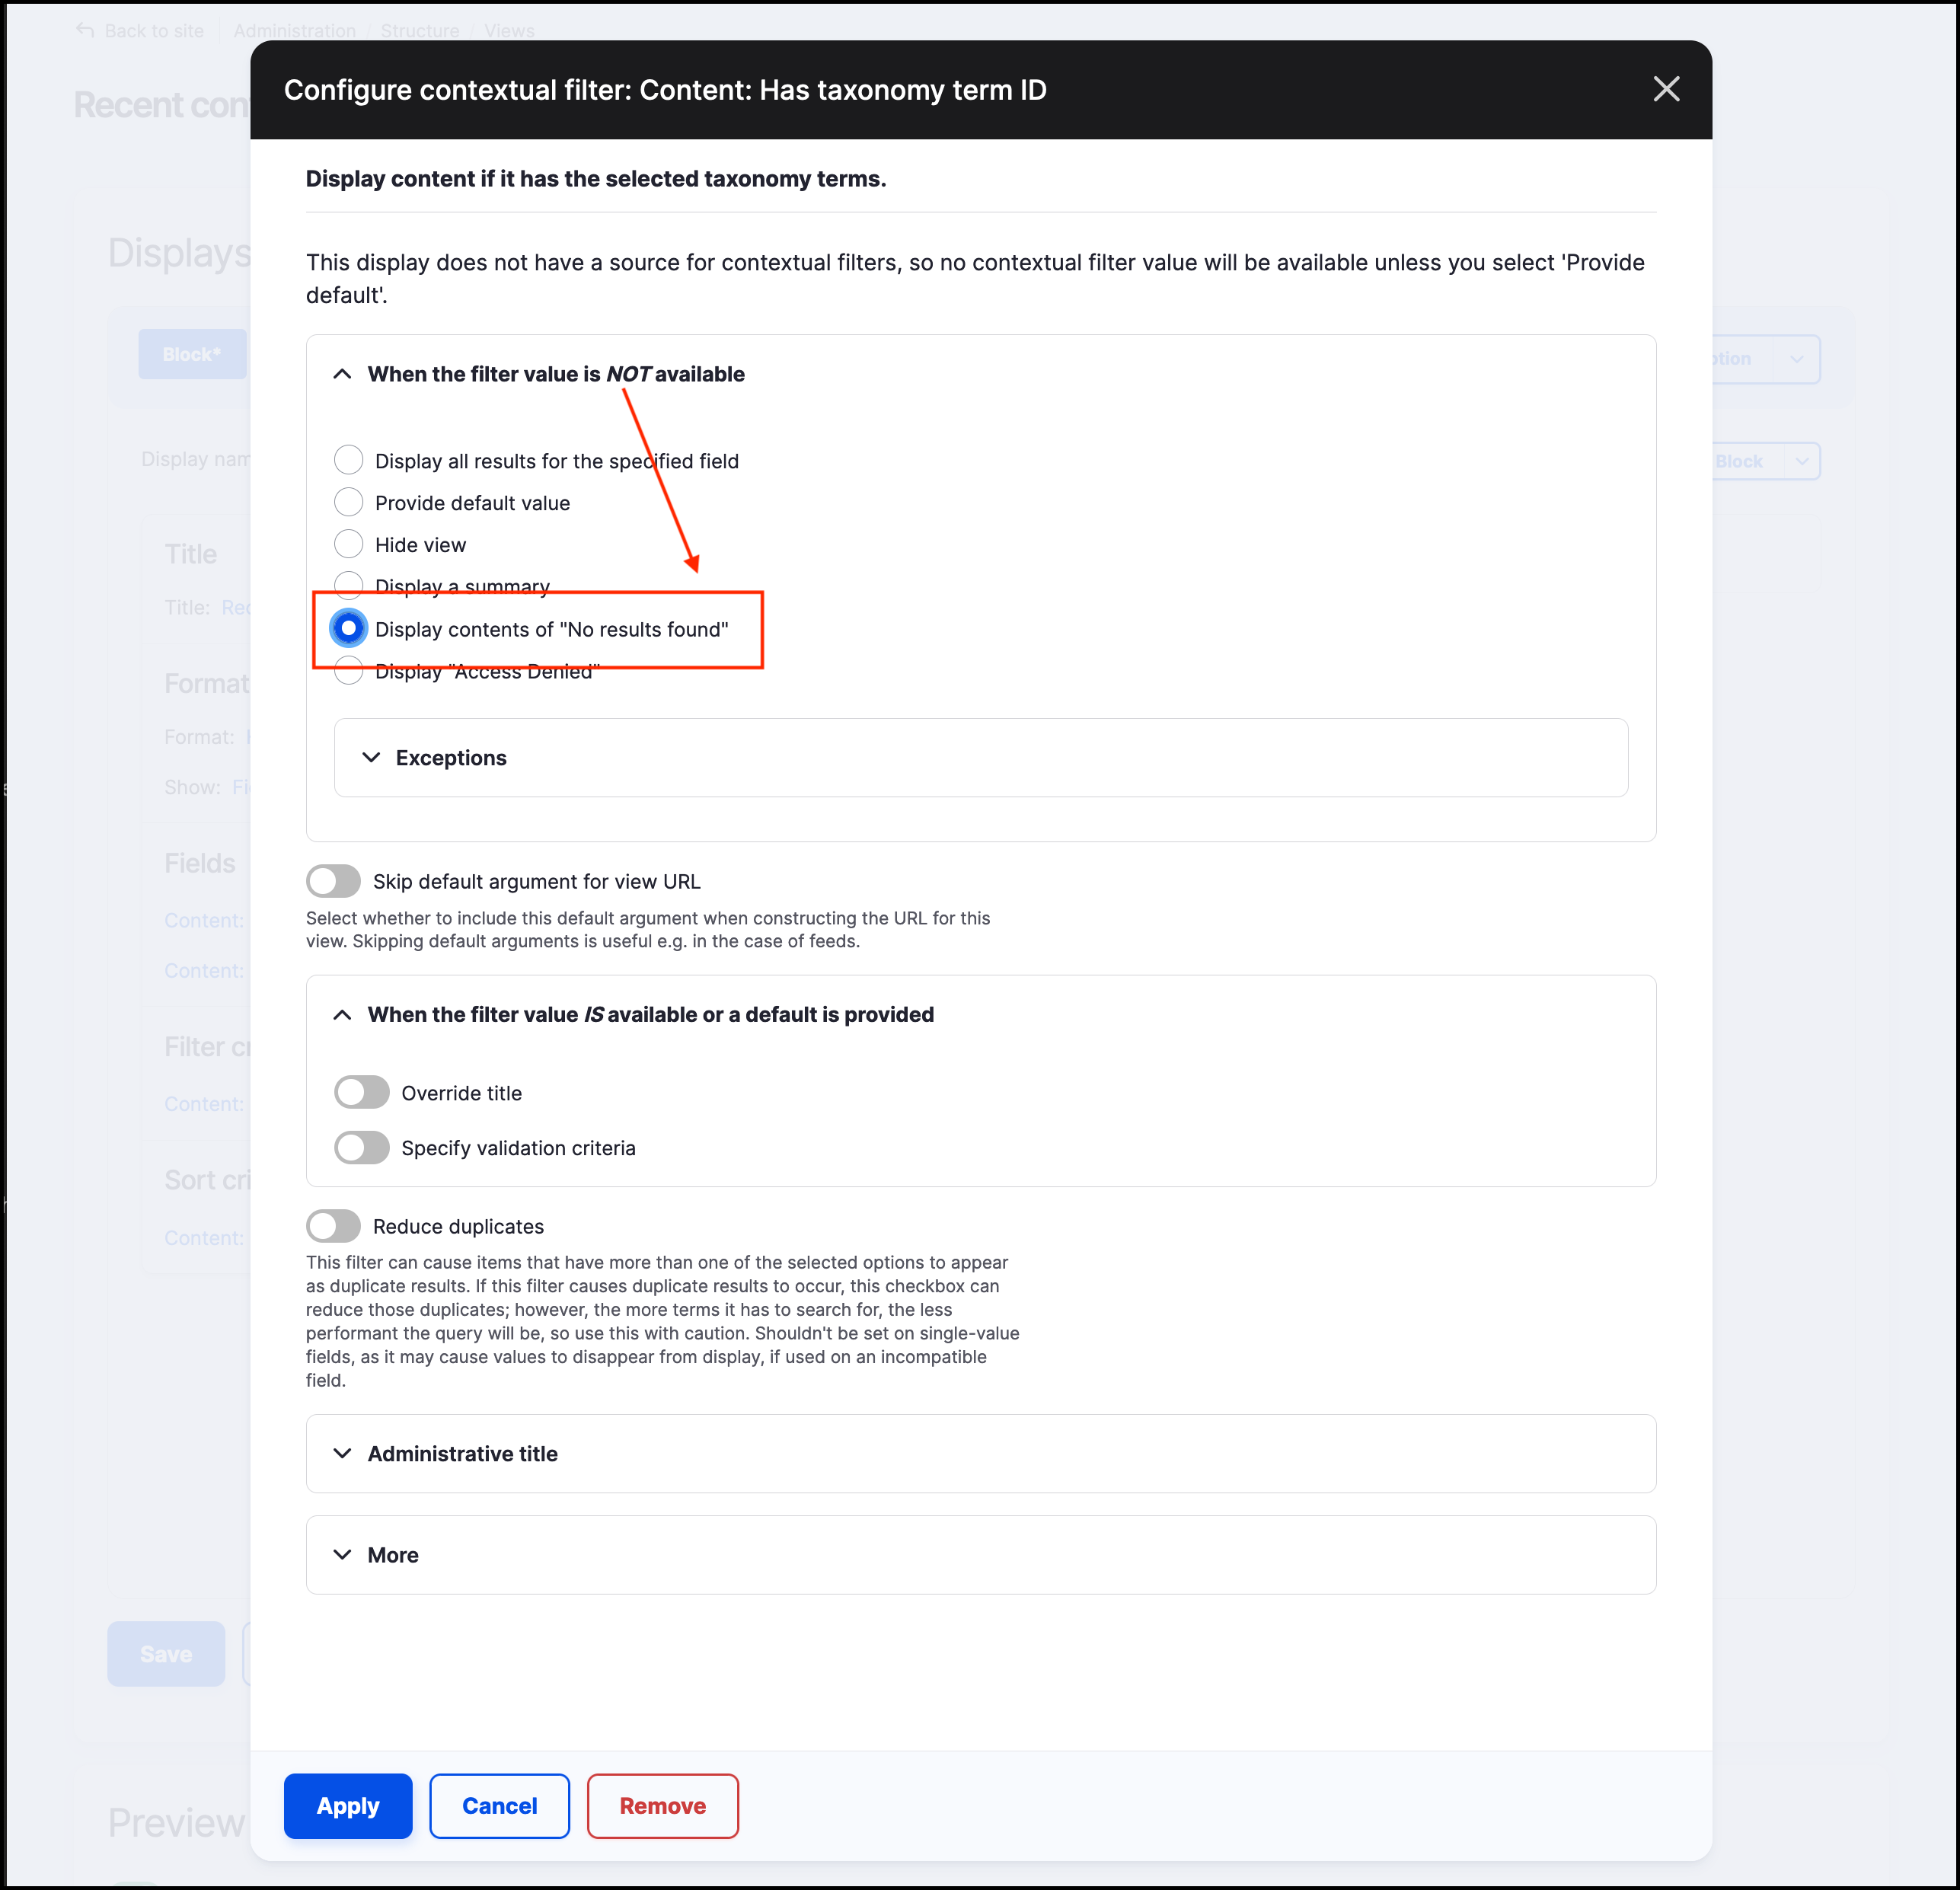 Back to site
Administration / Structure / Views
Recent con
Configure contextual filter: Content: Has taxonomy term ID
Displays
Block*
Display nam
Block
Title
Title:
Format
Format:
Show:
Fields
Content:
Content:
Filter
Content:
Sort
Content:
Save
Preview
Display content if it has the selected taxonomy terms.
This display does not have a source for contextual filters, so no contextual filter value will be available unless you select 'Provide
default'.
When the filter value is NOT available
Display all results for the specified field
Provide default value
Hide view
Display a summary
Display contents of "No results found"
Display "Access Denied"
Exceptions
Skip default argument for view URL
Select whether to include this default argument when constructing the URL for this
view. Skipping default arguments is useful e.g. in the case of feeds.
When the filter value IS available or a default is provided
Override title
Specify validation criteria
Reduce duplicates
This filter can cause items that have more than one of the selected options to appear
as duplicate results. If this filter causes duplicate results to occur, this checkbox can
reduce those duplicates; however, the more terms it has to search for, the less
performant the query will be, so use this with caution. Shouldn't be set on single-value
fields, as it may cause values to disappear from display, if used on an incompatible
field.
Administrative title
More
Apply
Cancel
Remove